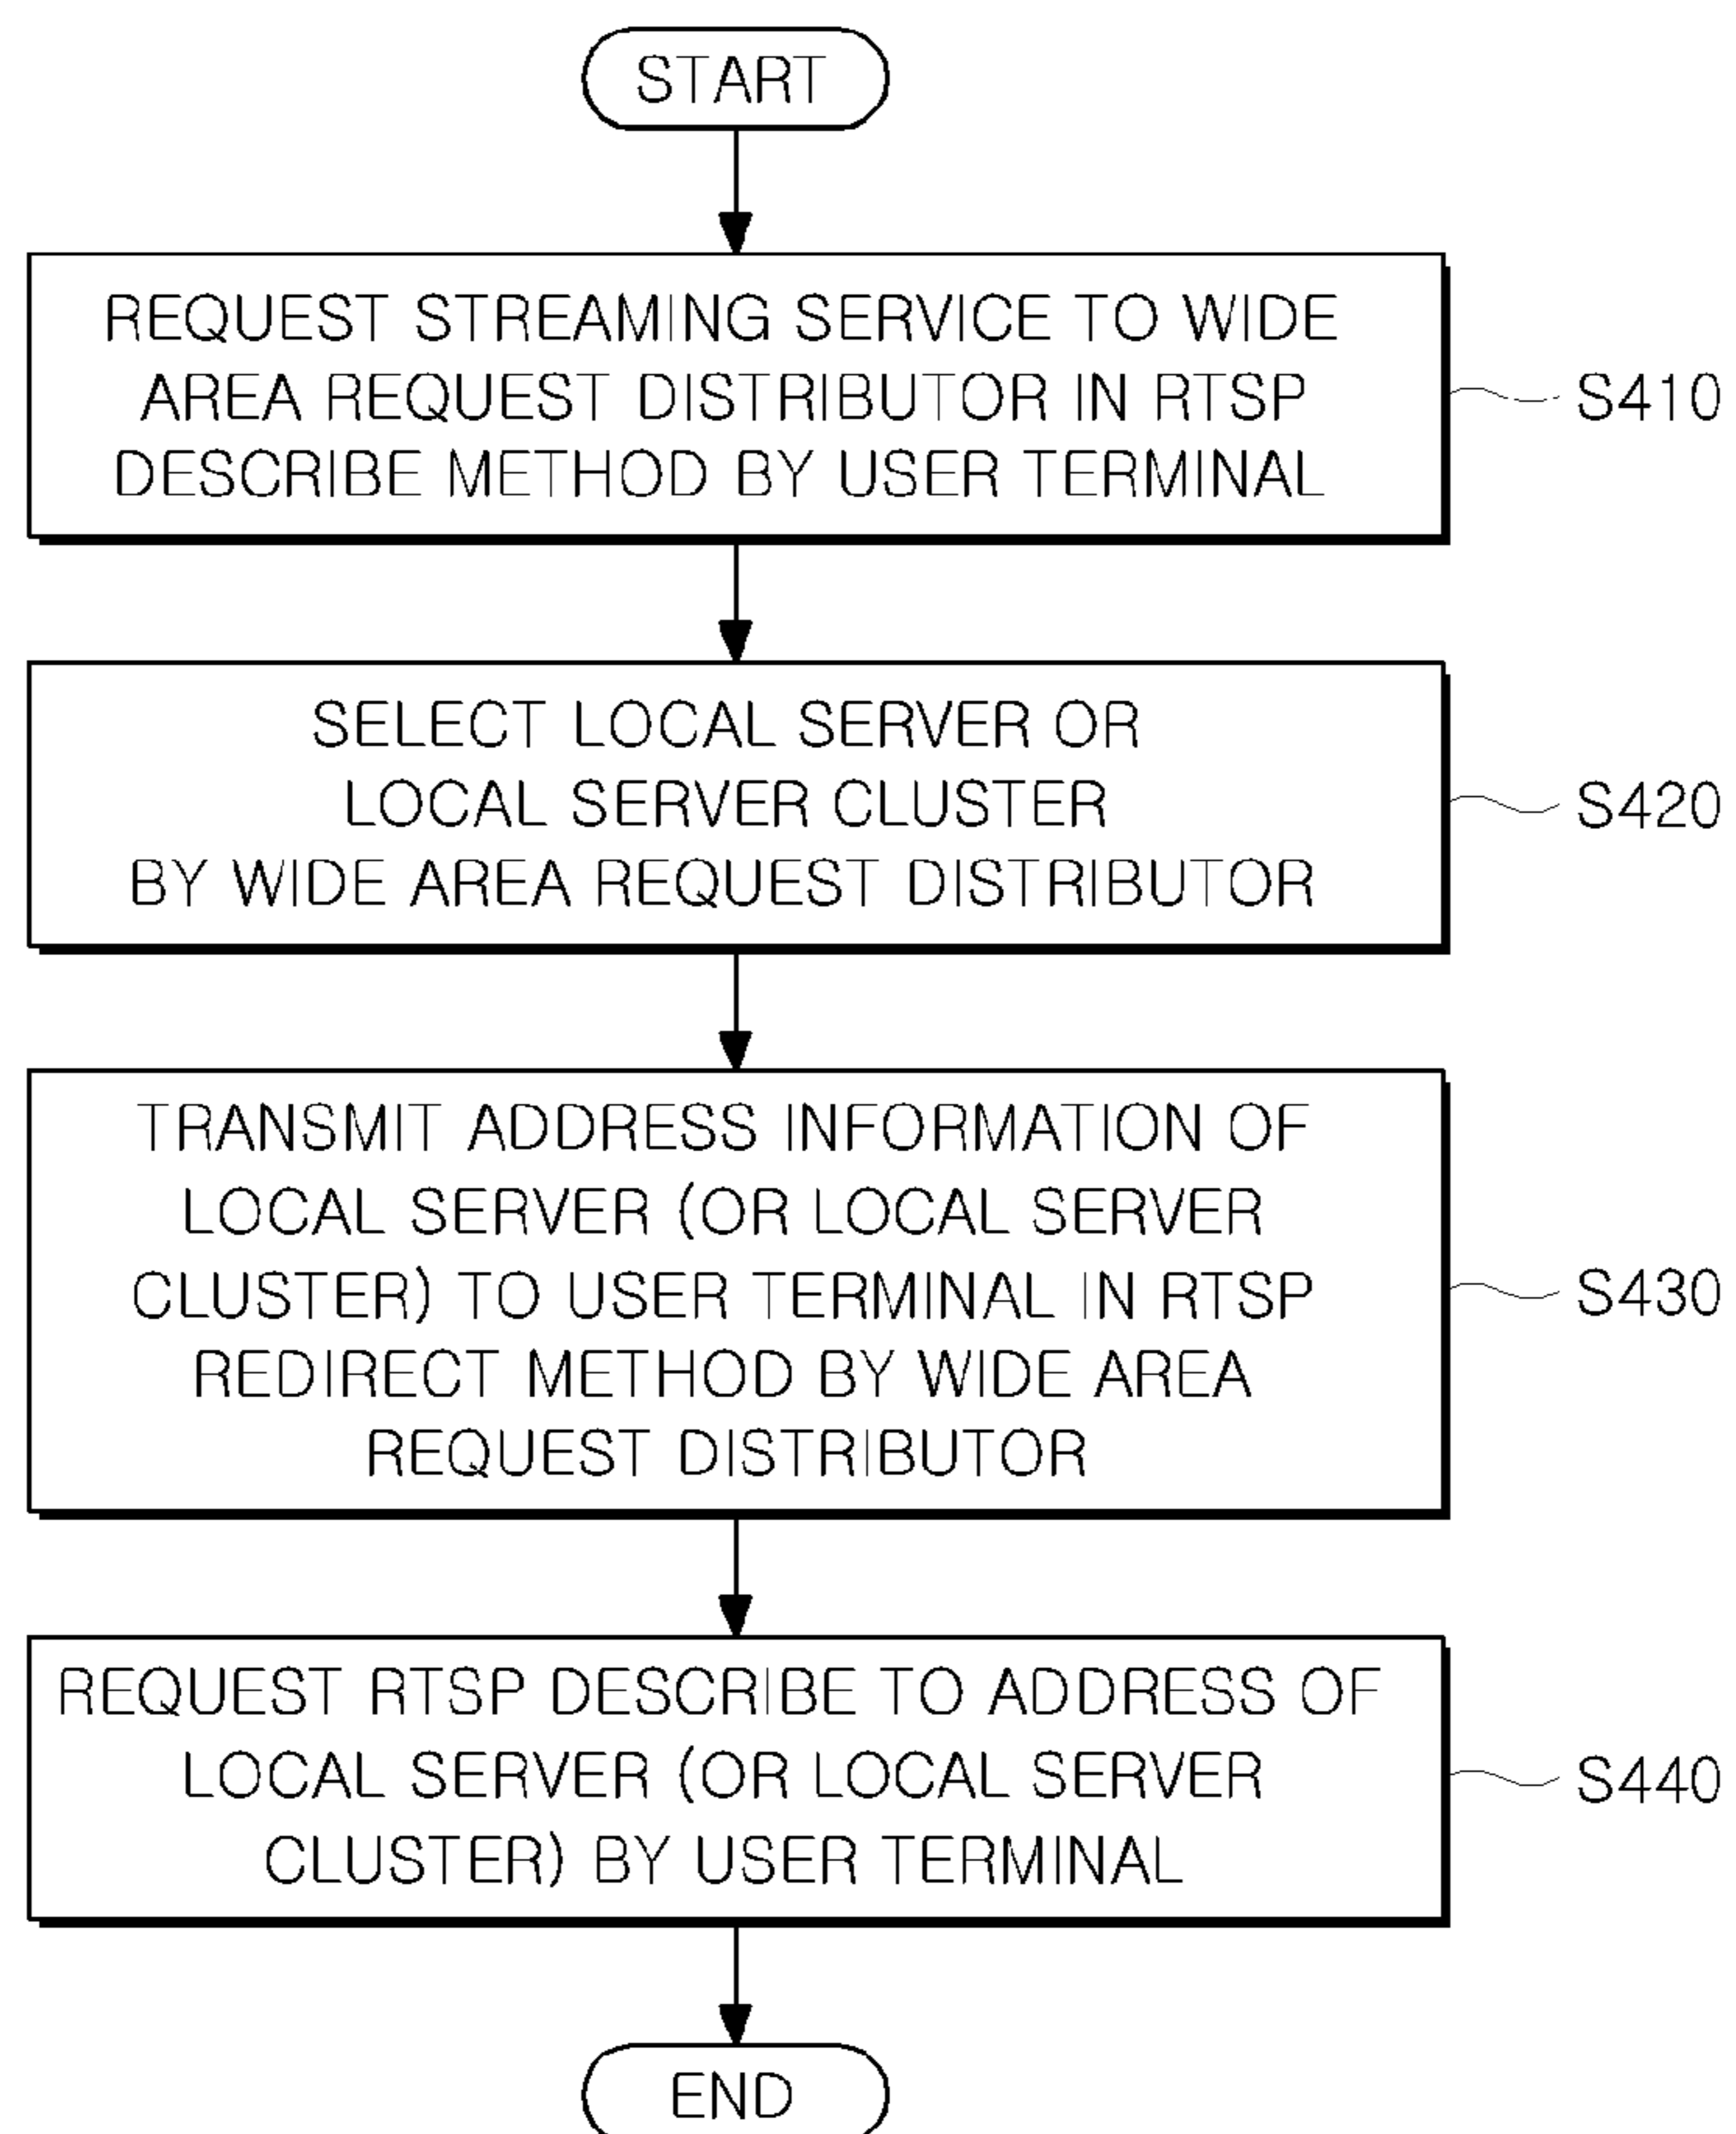 START
REQUEST STREAMING SERVICE TO WIDE
AREA REQUEST DISTRIBUTOR IN RTSP
DESCRIBE METHOD BY USER TERMINAL
S410
SELECT LOCAL SERVER OR
LOCAL SERVER CLUSTER
BY WIDE AREA REQUEST DISTRIBUTOR
S420
TRANSMIT ADDRESS INFORMATION OF
LOCAL SERVER (OR LOCAL SERVER
CLUSTER) TO USER TERMINAL IN RTSP
REDIRECT METHOD BY WIDE AREA
REQUEST DISTRIBUTOR
S430
REQUEST RTSP DESCRIBE TO ADDRESS OF
LOCAL SERVER (OR LOCAL SERVER
CLUSTER) BY USER TERMINAL
S440
END